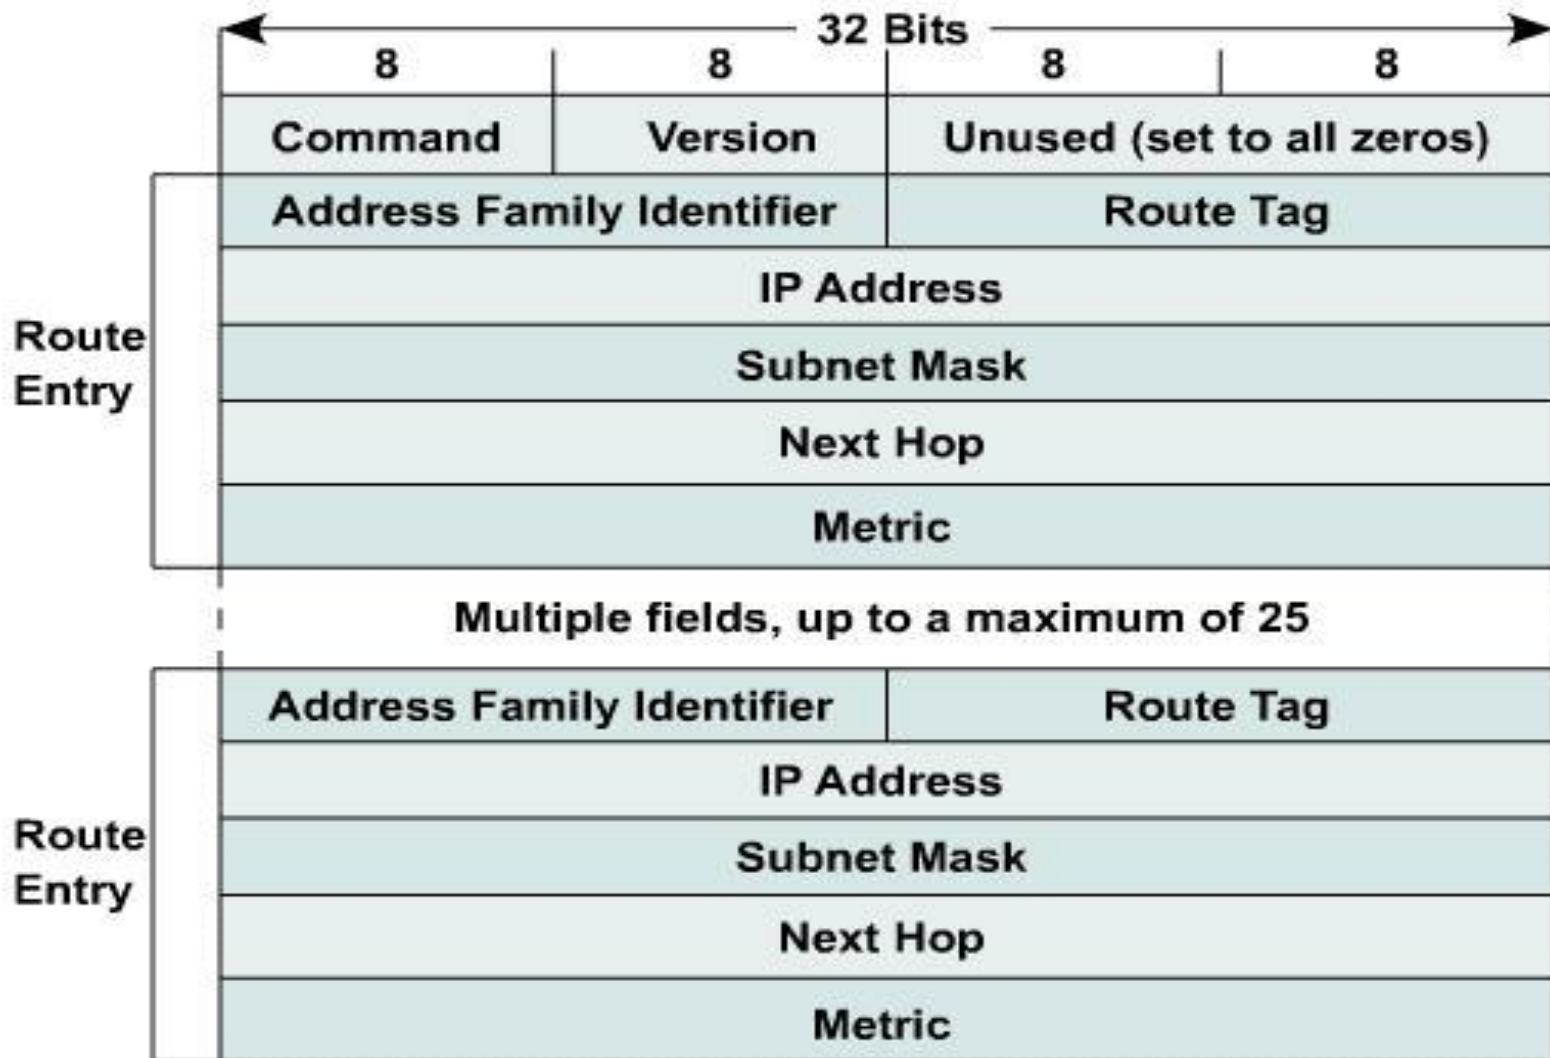 32 Bits
8 8 8 8
Command Version Unused (set to all zeros)
Address Family Identifier Route Tag
IP Address
Route
Entry
Subnet Mask
Next Hop
Metric
Multiple fields, up to a maximum of 25
Address Family Identifier Route Tag
IP Address
Route
Entry
Subnet Mask
Next Hop
Metric